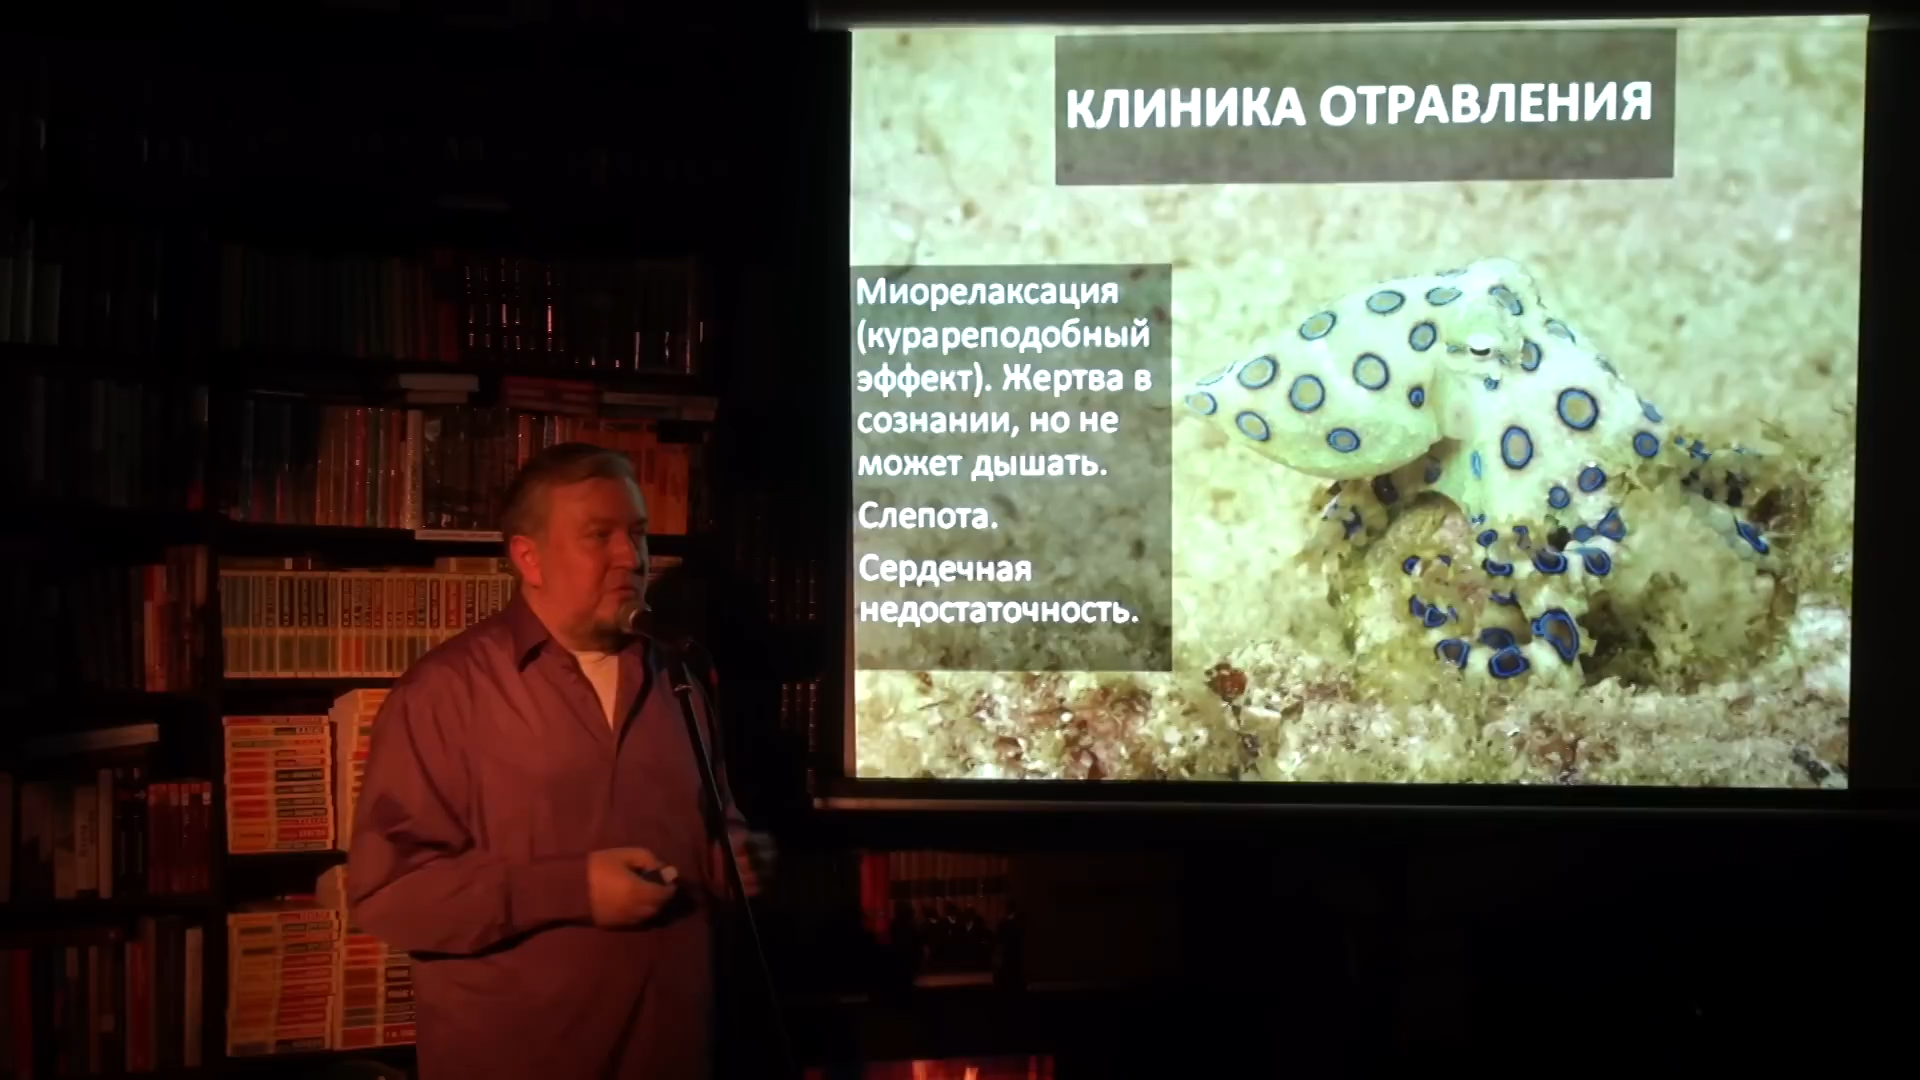 КЛИНИКА ОТРАВЛЕНИЯ
Миорелаксация
(курареподобный
эффект). Жертва в
сознании, но не
может дышать.
Слепота.
Сердечная
недостаточность.